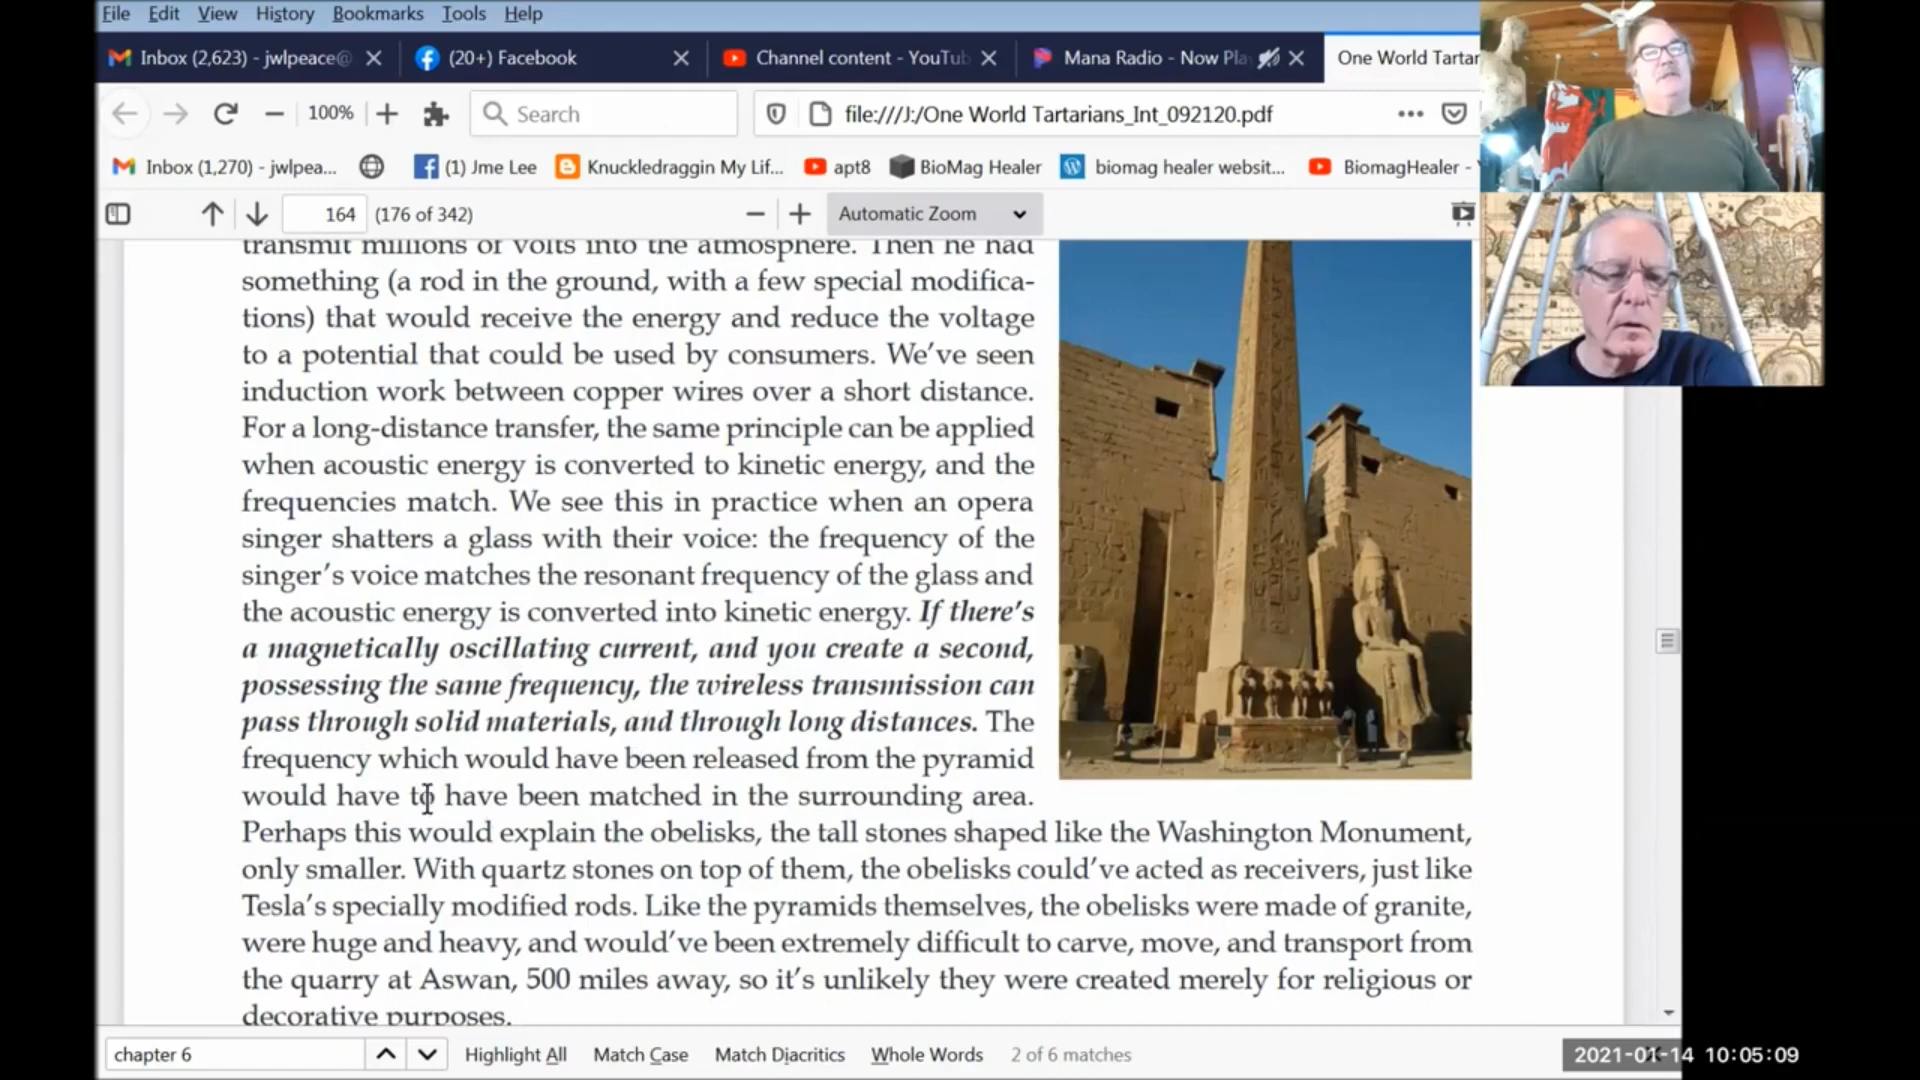 File Edit View History Bookmarks Tools Help
Inbox (2,623) - jwlpeace@ (20+) Facebook Channel content - YouTub Mana Radio - Now Pla One World Tartar
100% Search file:///J:/One World Tartarians_Int_092120.pdf
Inbox (1,270) - jwlpea... (1) Jme Lee Knuckledraggin My Lif... apt8 BioMag Healer biomag healer websit... BiomagHealer -
164 (176 of 342) Automatic Zoom
transmit millions of volts into the atmosphere. Then he had
something (a rod in the ground, with a few special modifica-
tions) that would receive the energy and reduce the voltage
to a potential that could be used by consumers. We've seen
induction work between copper wires over a short distance.
For a long-distance transfer, the same principle can be applied
when acoustic energy is converted to kinetic energy, and the
frequencies match. We see this in practice when an opera
singer shatters a glass with their voice: the frequency of the
singer's voice matches the resonant frequency of the glass and
the acoustic energy is converted into kinetic energy. If there's
a magnetically oscillating current, and you create a second,
possessing the same frequency, the wireless transmission can
pass through solid materials, and through long distances. The
frequency which would have been released from the pyramid
would have to have been matched in the surrounding area.
Perhaps this would explain the obelisks, the tall stones shaped like the Washington Monument,
only smaller. With quartz stones on top of them, the obelisks could've acted as receivers, just like
Tesla's specially modified rods. Like the pyramids themselves, the obelisks were made of granite,
were huge and heavy, and would've been extremely difficult to carve, move, and transport from
the quarry at Aswan, 500 miles away, so it's unlikely they were created merely for religious or
decorative purposes.
chapter 6 Highlight All Match Case Match Diacritics Whole Words 2 of 6 matches
2021-01-14 10:05:09